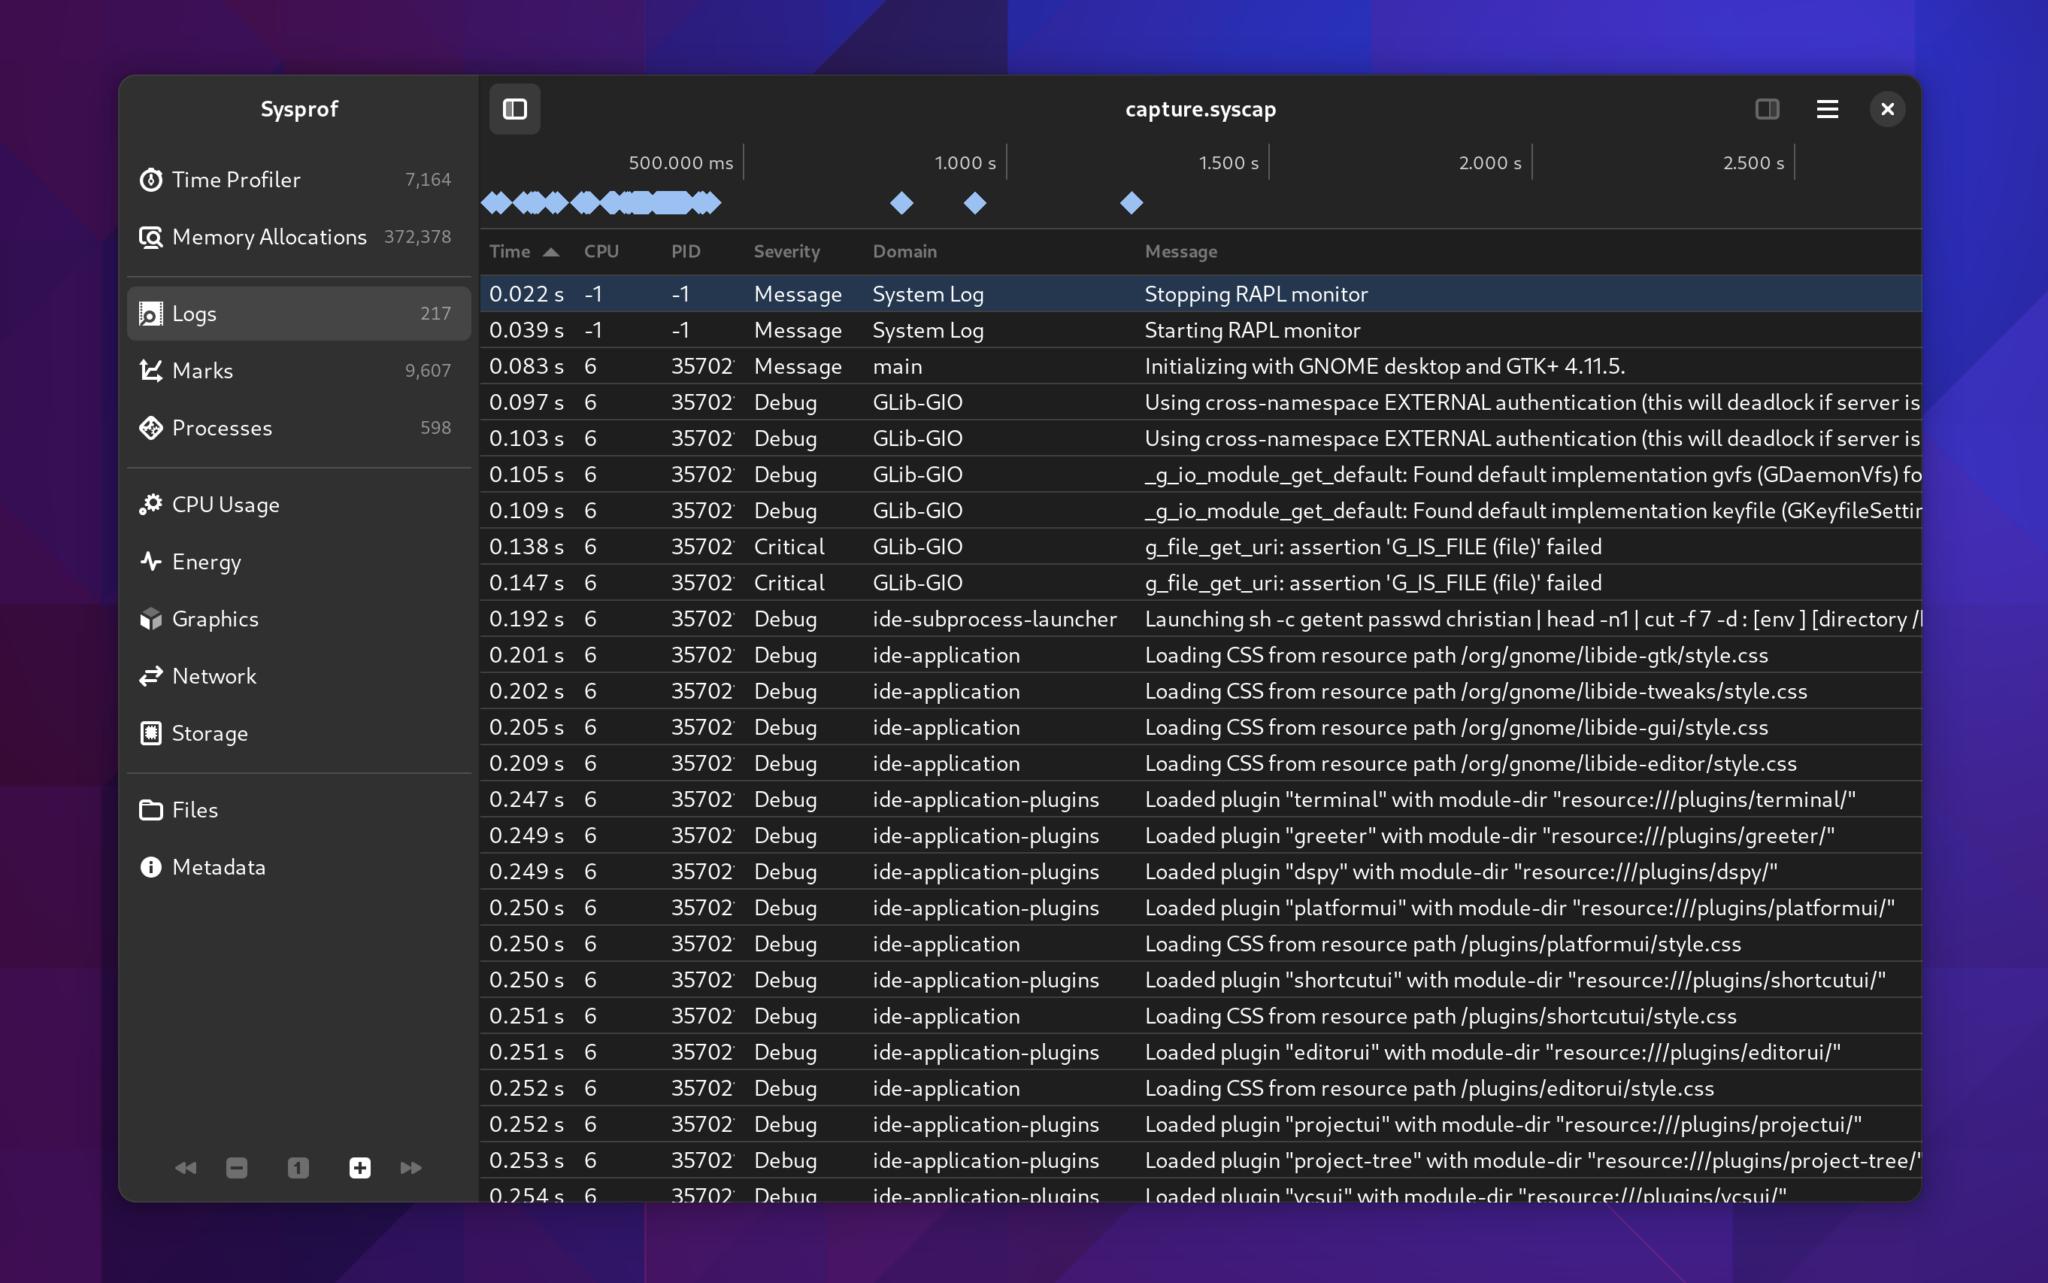 Sysprof
capture.syscap
Time Profiler 7,164
Memory Allocations 372,378
Logs 217
Marks 9,607
Processes 598
CPU Usage
Energy
Graphics
Network
Storage
Files
Metadata
1
500.000 ms 1.000 s 1.500 s 2.000 s 2.500 s
Time CPU PID Severity Domain Message
0.022 s -1 -1 Message System Log Stopping RAPL monitor
0.039 s -1 -1 Message System Log Starting RAPL monitor
0.083 s 6 35702 Message main Initializing with GNOME desktop and GTK+ 4.11.5.
0.097 s 6 35702 Debug GLib-GIO Using cross-namespace EXTERNAL authentication (this will deadlock if server is
0.103 s 6 35702 Debug GLib-GIO Using cross-namespace EXTERNAL authentication (this will deadlock if server is
0.105 s 6 35702 Debug GLib-GIO _g_io_module_get_default: Found default implementation gvfs (GDaemonVfs) fo
0.109 s 6 35702 Debug GLib-GIO _g_io_module_get_default: Found default implementation keyfile (GKeyfileSettin
0.138 s 6 35702 Critical GLib-GIO g_file_get_uri: assertion 'G_IS_FILE (file)' failed
0.147 s 6 35702 Critical GLib-GIO g_file_get_uri: assertion 'G_IS_FILE (file)' failed
0.192 s 6 35702 Debug ide-subprocess-launcher Launching sh -c getent passwd christian | head -n1 | cut -f 7 -d : [env ] [directory /
0.201 s 6 35702 Debug ide-application Loading CSS from resource path /org/gnome/libide-gtk/style.css
0.202 s 6 35702 Debug ide-application Loading CSS from resource path /org/gnome/libide-tweaks/style.css
0.205 s 6 35702 Debug ide-application Loading CSS from resource path /org/gnome/libide-gui/style.css
0.209 s 6 35702 Debug ide-application Loading CSS from resource path /org/gnome/libide-editor/style.css
0.247 s 6 35702 Debug ide-application-plugins Loaded plugin "terminal" with module-dir "resource:///plugins/terminal/"
0.249 s 6 35702 Debug ide-application-plugins Loaded plugin "greeter" with module-dir "resource:///plugins/greeter/"
0.249 s 6 35702 Debug ide-application-plugins Loaded plugin "dspy" with module-dir "resource:///plugins/dspy/"
0.250 s 6 35702 Debug ide-application-plugins Loaded plugin "platformui" with module-dir "resource:///plugins/platformui/"
0.250 s 6 35702 Debug ide-application Loading CSS from resource path /plugins/platformui/style.css
0.250 s 6 35702 Debug ide-application-plugins Loaded plugin "shortcutui" with module-dir "resource:///plugins/shortcutui/"
0.251 s 6 35702 Debug ide-application Loading CSS from resource path /plugins/shortcutui/style.css
0.251 s 6 35702 Debug ide-application-plugins Loaded plugin "editorui" with module-dir "resource:///plugins/editorui/"
0.252 s 6 35702 Debug ide-application Loading CSS from resource path /plugins/editorui/style.css
0.252 s 6 35702 Debug ide-application-plugins Loaded plugin "projectui" with module-dir "resource:///plugins/projectui/"
0.253 s 6 35702 Debug ide-application-plugins Loaded plugin "project-tree" with module-dir "resource:///plugins/project-tree/"
0.254 s 6 35702 Debug ide-application-plugins Loaded plugin "vcsui" with module-dir "resource:///plugins/vcsui/"